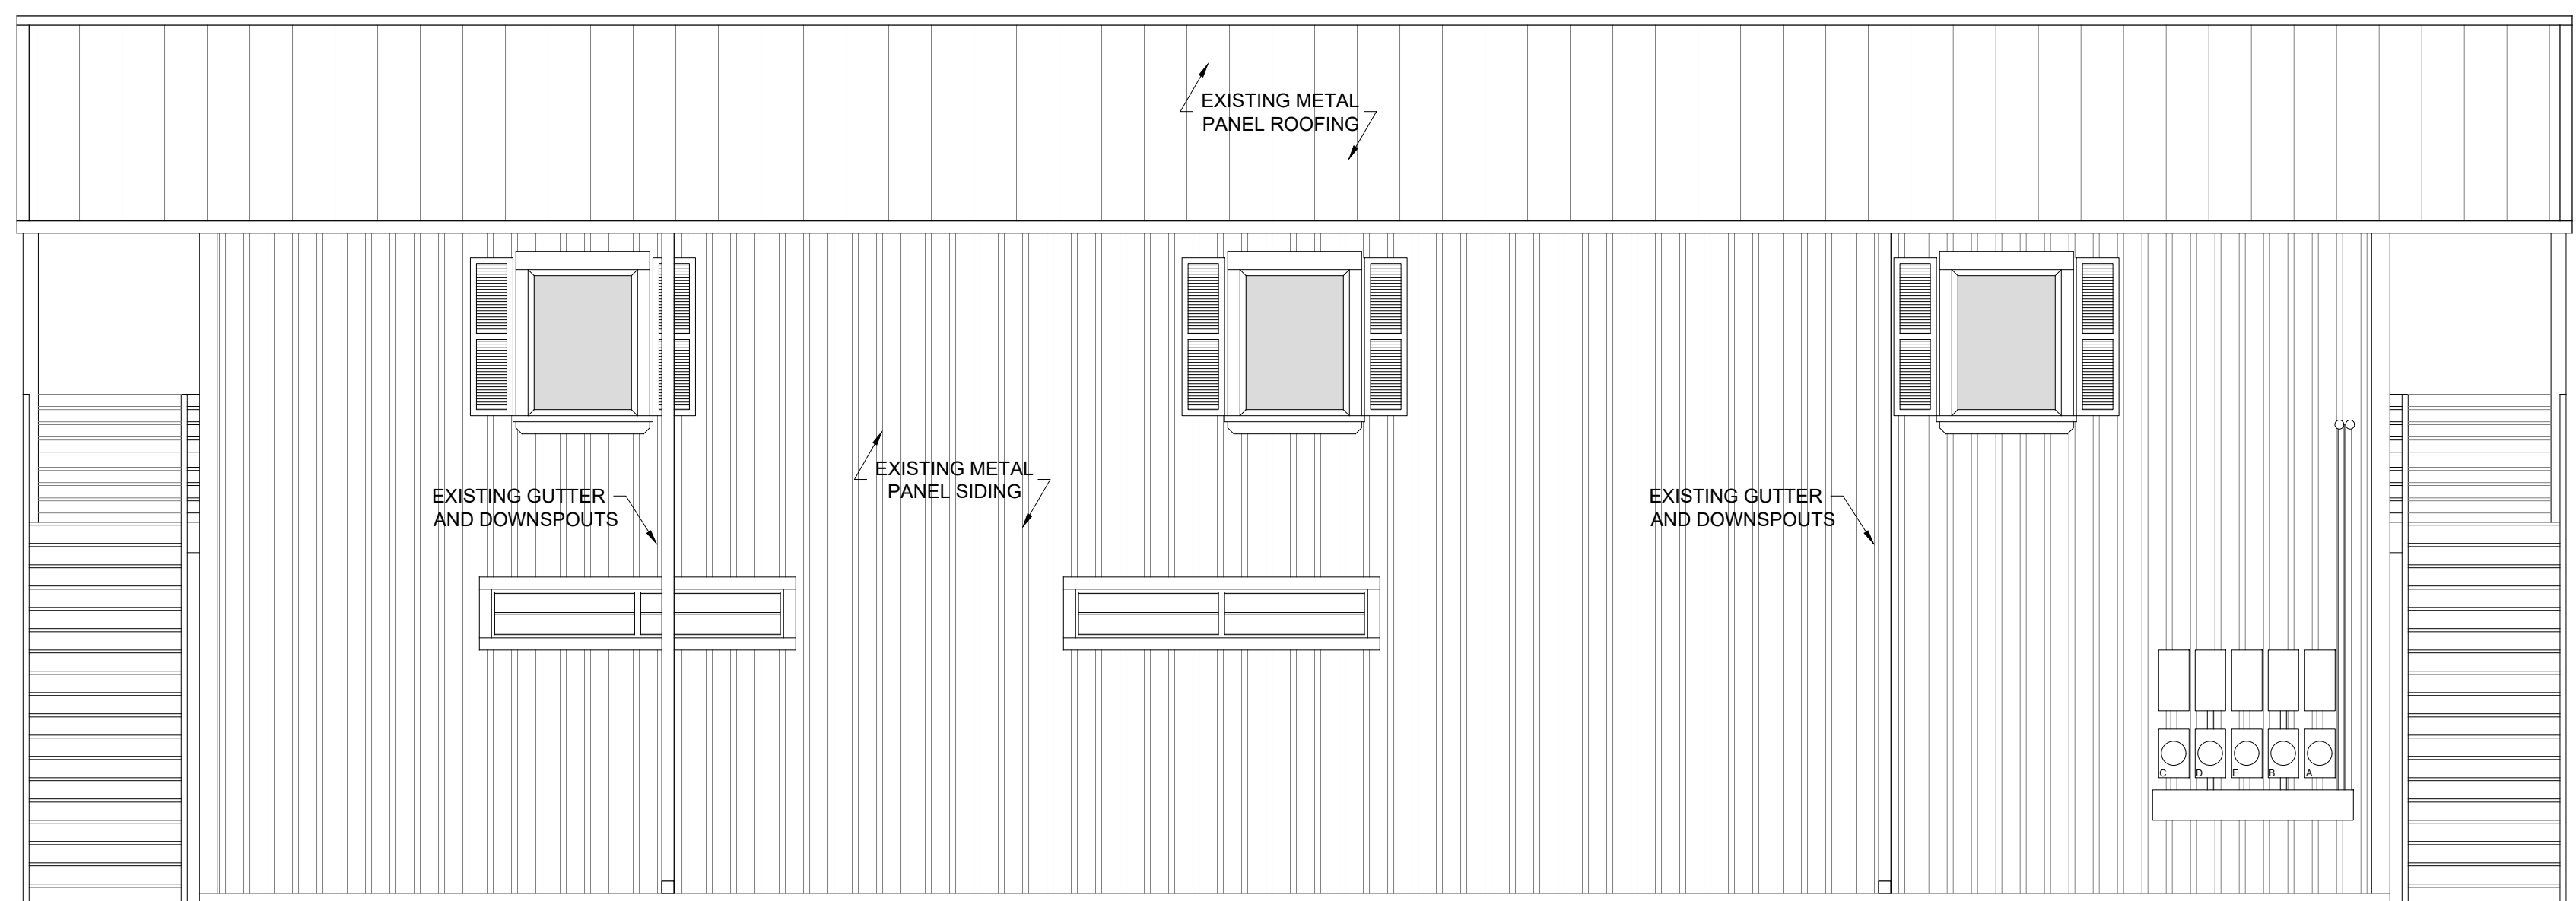 EXISTING METAL
PANEL ROOFING
EXISTING METAL
PANEL SIDING
EXISTING GUTTER
AND DOWNSPOUTS
EXISTING GUTTER
AND DOWNSPOUTS
C D E B A